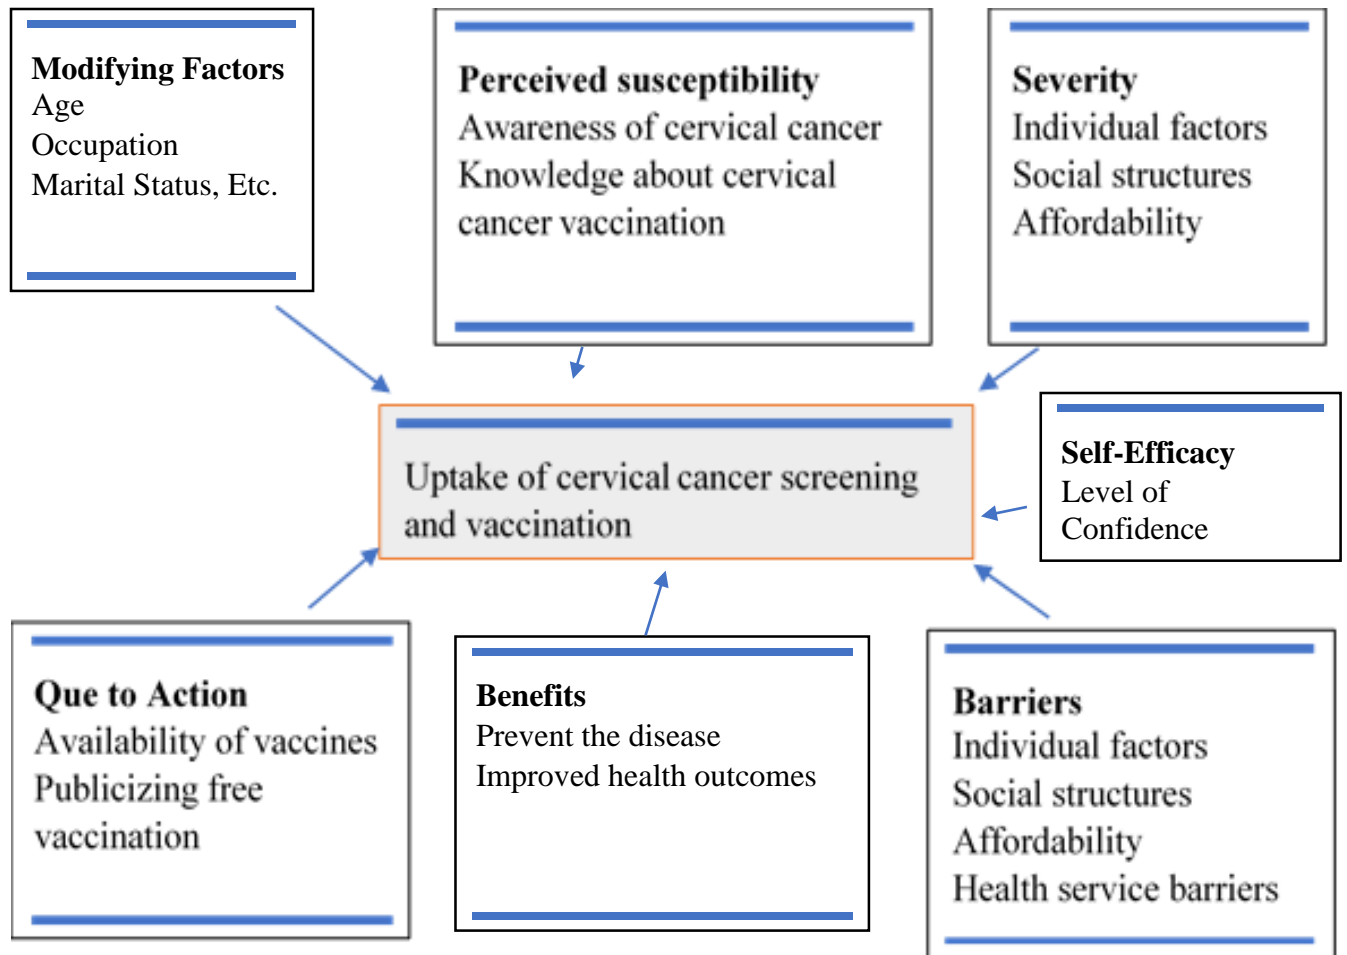 Modifying Factors
Age
Occupation
Marital Status, Etc.
Perceived susceptibility
Awareness of cervical cancer
Knowledge about cervical
cancer vaccination
Severity
Individual factors
Social structures
Affordability
Uptake of cervical cancer screening
and vaccination
Self-Efficacy
Level of
Confidence
Que to Action
Availability of vaccines
Publicizing free
vaccination
Benefits
Prevent the disease
Improved health outcomes
Barriers
Individual factors
Social structures
Affordability
Health service barriers